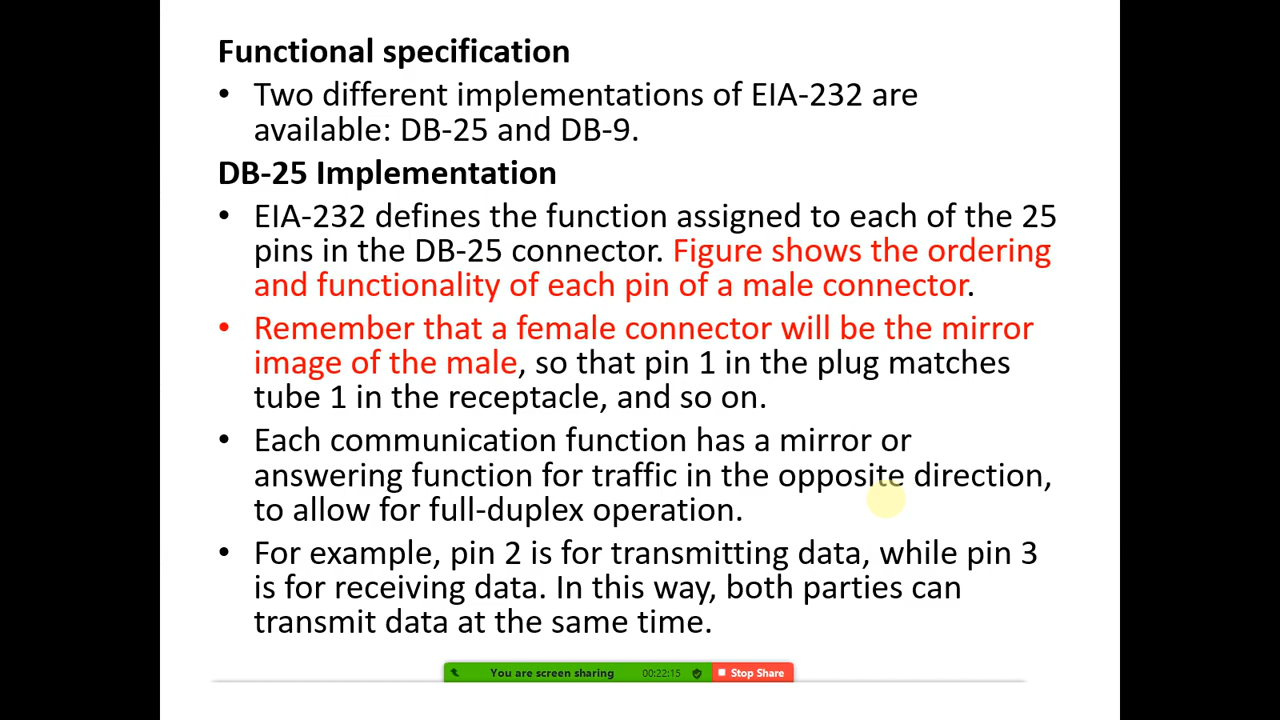 Functional specification
• Two different implementations of EIA-232 are
available: DB-25 and DB-9.
DB-25 Implementation
• EIA-232 defines the function assigned to each of the 25
pins in the DB-25 connector. Figure shows the ordering
and functionality of each pin of a male connector.
• Remember that a female connector will be the mirror
image of the male, so that pin 1 in the plug matches
tube 1 in the receptacle, and so on.
• Each communication function has a mirror or
answering function for traffic in the opposite direction,
to allow for full-duplex operation.
• For example, pin 2 is for transmitting data, while pin 3
is for receiving data. In this way, both parties can
transmit data at the same time.
You are screen sharing 00:22:15 Stop Share